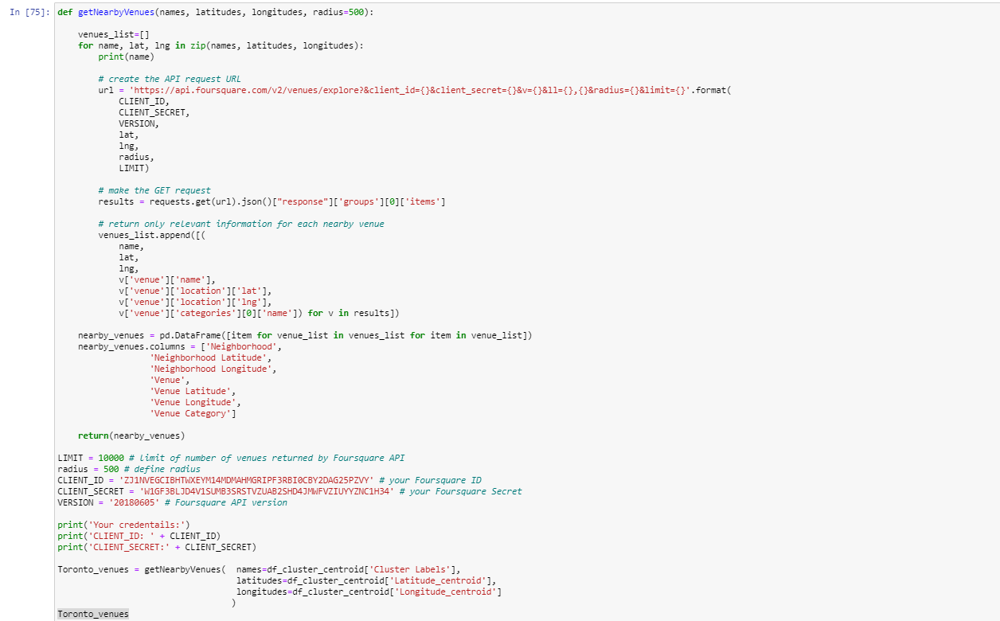 In [75]: def getNearbyVenues(names, latitudes, longitudes, radius=500):
venues_list=[]
for name, lat, lng in zip(names, latitudes, longitudes):
print(name)
# create the API request URL
url = 'https://api.foursquare.com/v2/venues/explore?&client_id={}&client_secret={}&v={}&ll={},{}&radius={}&limit={}'.format(
CLIENT_ID,
CLIENT_SECRET,
VERSION,
lat,
lng,
radius,
LIMIT)
# make the GET request
results = requests.get(url).json()["response"]['groups'][0]['items']
# return only relevant information for each nearby venue
venues_list.append([(
name,
lat,
lng,
v['venue']['name'],
v['venue']['location']['lat'],
v['venue']['location']['lng'],
v['venue']['categories'][0]['name']) for v in results])
nearby_venues = pd.DataFrame([item for venue_list in venues_list for item in venue_list])
nearby_venues.columns = ['Neighborhood',
'Neighborhood Latitude',
'Neighborhood Longitude',
'Venue',
'Venue Latitude',
'Venue Longitude',
'Venue Category']
return(nearby_venues)
LIMIT = 10000 # limit of number of venues returned by Foursquare API
radius = 500 # define radius
CLIENT_ID = 'ZJ1NVEGCIBHTWXEYM14MDMAHMGRIPF3RBI0CBY2DAG25PZVY' # your Foursquare ID
CLIENT_SECRET = 'W1GF3BLJD4V1SUMB3SRSTVZUAB2SHD4JMWFVZIUYYZNC1H34' # your Foursquare Secret
VERSION = '20180605' # Foursquare API version
print('Your credentails:')
print('CLIENT_ID: ' + CLIENT_ID)
print('CLIENT_SECRET:' + CLIENT_SECRET)
Toronto_venues = getNearbyVenues(  names=df_cluster_centroid['Cluster Labels'],
latitudes=df_cluster_centroid['Latitude_centroid'],
longitudes=df_cluster_centroid['Longitude_centroid']
)
Toronto_venues